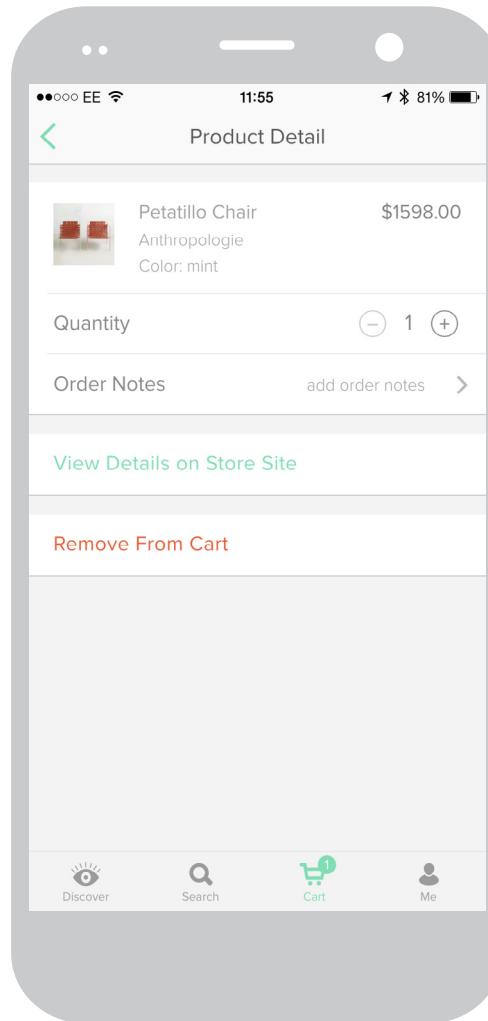 EE 11:55 81%
Product Detail
Petatillo Chair $1598.00
Anthropologie
Color: mint
Quantity 1
Order Notes add order notes
View Details on Store Site
Remove From Cart
1
Discover Search Cart Me